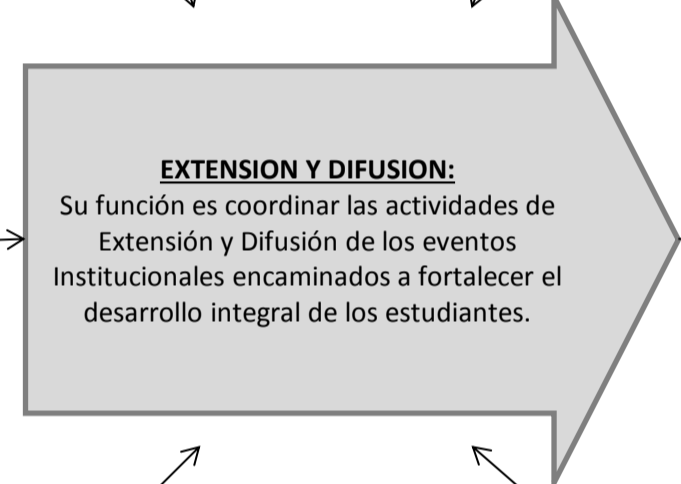 EXTENSION Y DIFUSION:
Su función es coordinar las actividades de
Extensión y Difusión de los eventos
Institucionales encaminados a fortalecer el
desarrollo integral de los estudiantes.